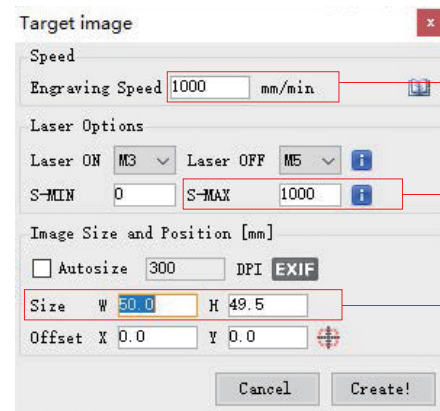 Target image x
Speed
Engraving Speed 1000 mm/min
Laser Options
Laser ON M3 Laser OFF M5 i
S-MIN 0 S-MAX 1000 i
Image Size and Position [mm]
Autosize 300 DPI EXIF
Size W 50.0 H 49.5
Offset X 0.0 Y 0.0
Cancel Create!